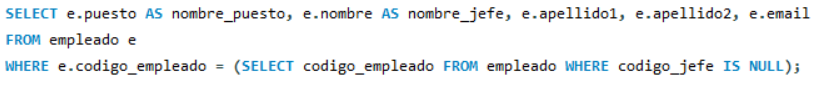 SELECT e.puesto AS nombre_puesto, e.nombre AS nombre_jefe, e.apellido1, e.apellido2, e.email
FROM empleado e
WHERE e.codigo_empleado = (SELECT codigo_empleado FROM empleado WHERE codigo_jefe IS NULL);